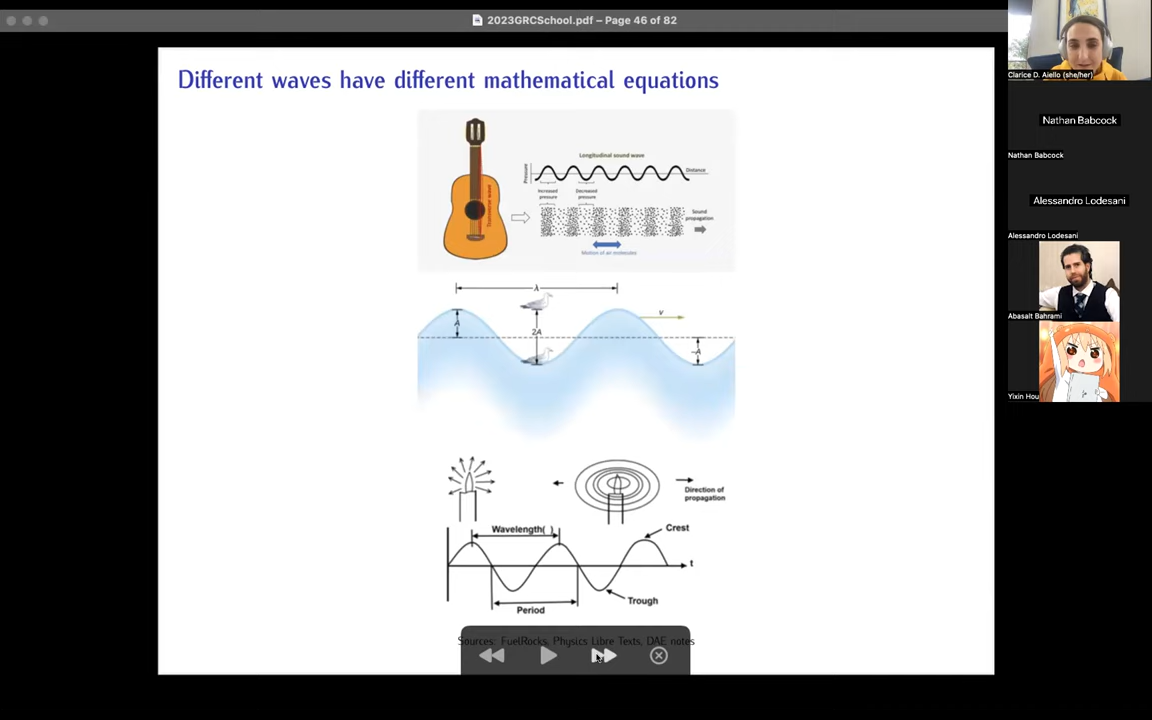 2023GRCSchool.pdf – Page 46 of 82
Different waves have different mathematical equations
Transverse wave
Longitudinal sound wave
Pressure
Distance
Increased pressure
Decreased pressure
Sound propagation
Motion of air molecules
λ
A
2A
v
−A
Direction of
propagation
Wavelength( )
Crest
t
Trough
Period
Sources: FuelRocks, Physics Libre Texts, DAE notes
Clarice D. Aiello (she/her)
Nathan Babcock
Nathan Babcock
Alessandro Lodesani
Alessandro Lodesani
Abasalt Bahrami
Yixin Hou